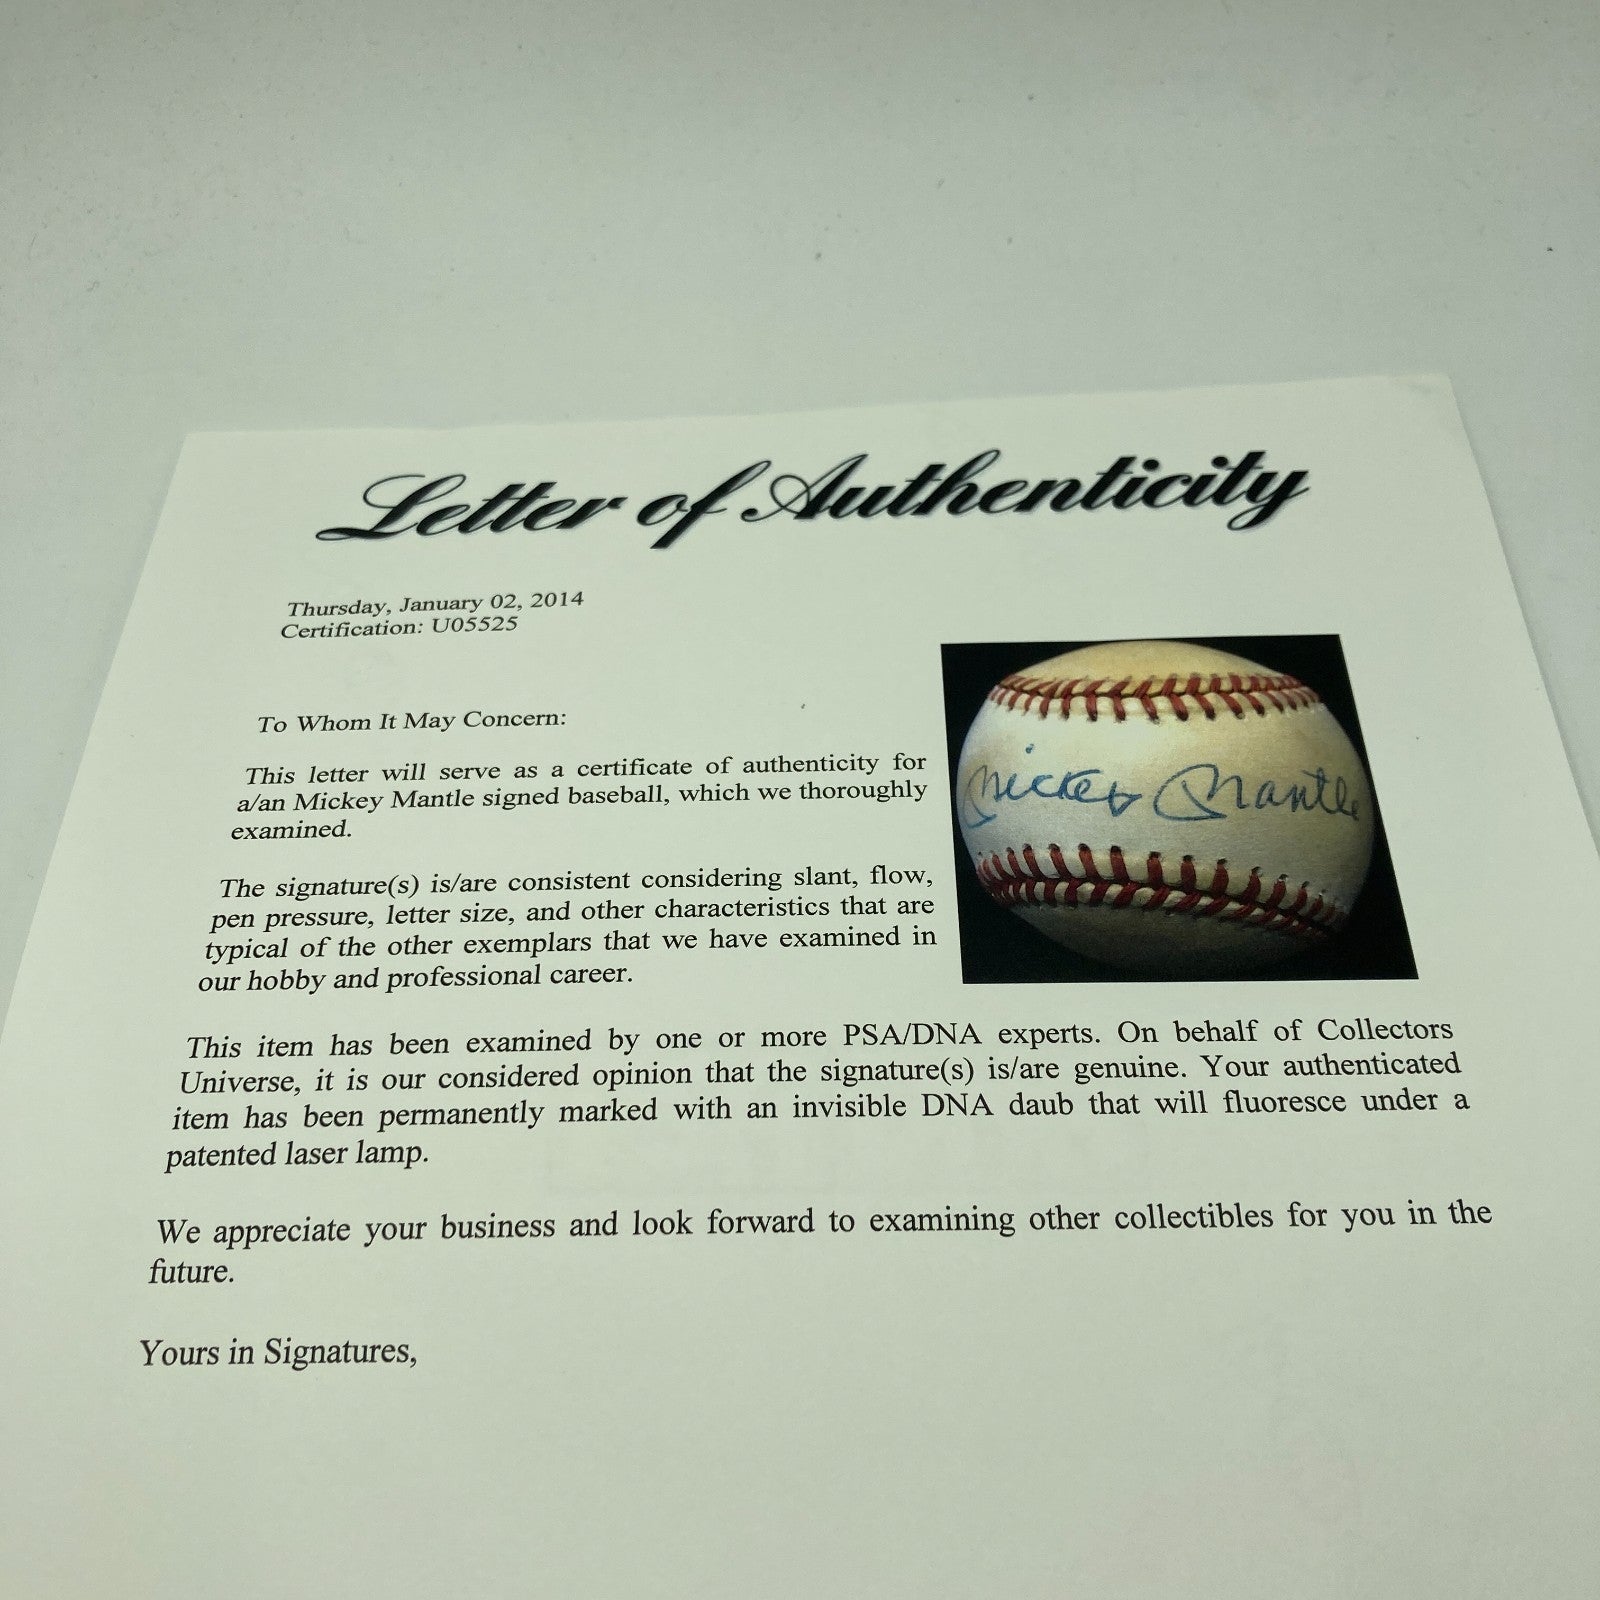 Letter of Authenticity
Thursday, January 02, 2014
Certification: U05525
To Whom It May Concern:
This letter will serve as a certificate of authenticity for
a/an Mickey Mantle signed baseball, which we thoroughly
examined.
Mickey Mantle
The signature(s) is/are consistent considering slant, flow,
pen pressure, letter size, and other characteristics that are
typical of the other exemplars that we have examined in
our hobby and professional career.
This item has been examined by one or more PSA/DNA experts. On behalf of Collectors
Universe, it is our considered opinion that the signature(s) is/are genuine. Your authenticated
item has been permanently marked with an invisible DNA daub that will fluoresce under a
patented laser lamp.
We appreciate your business and look forward to examining other collectibles for you in the
future.
Yours in Signatures,